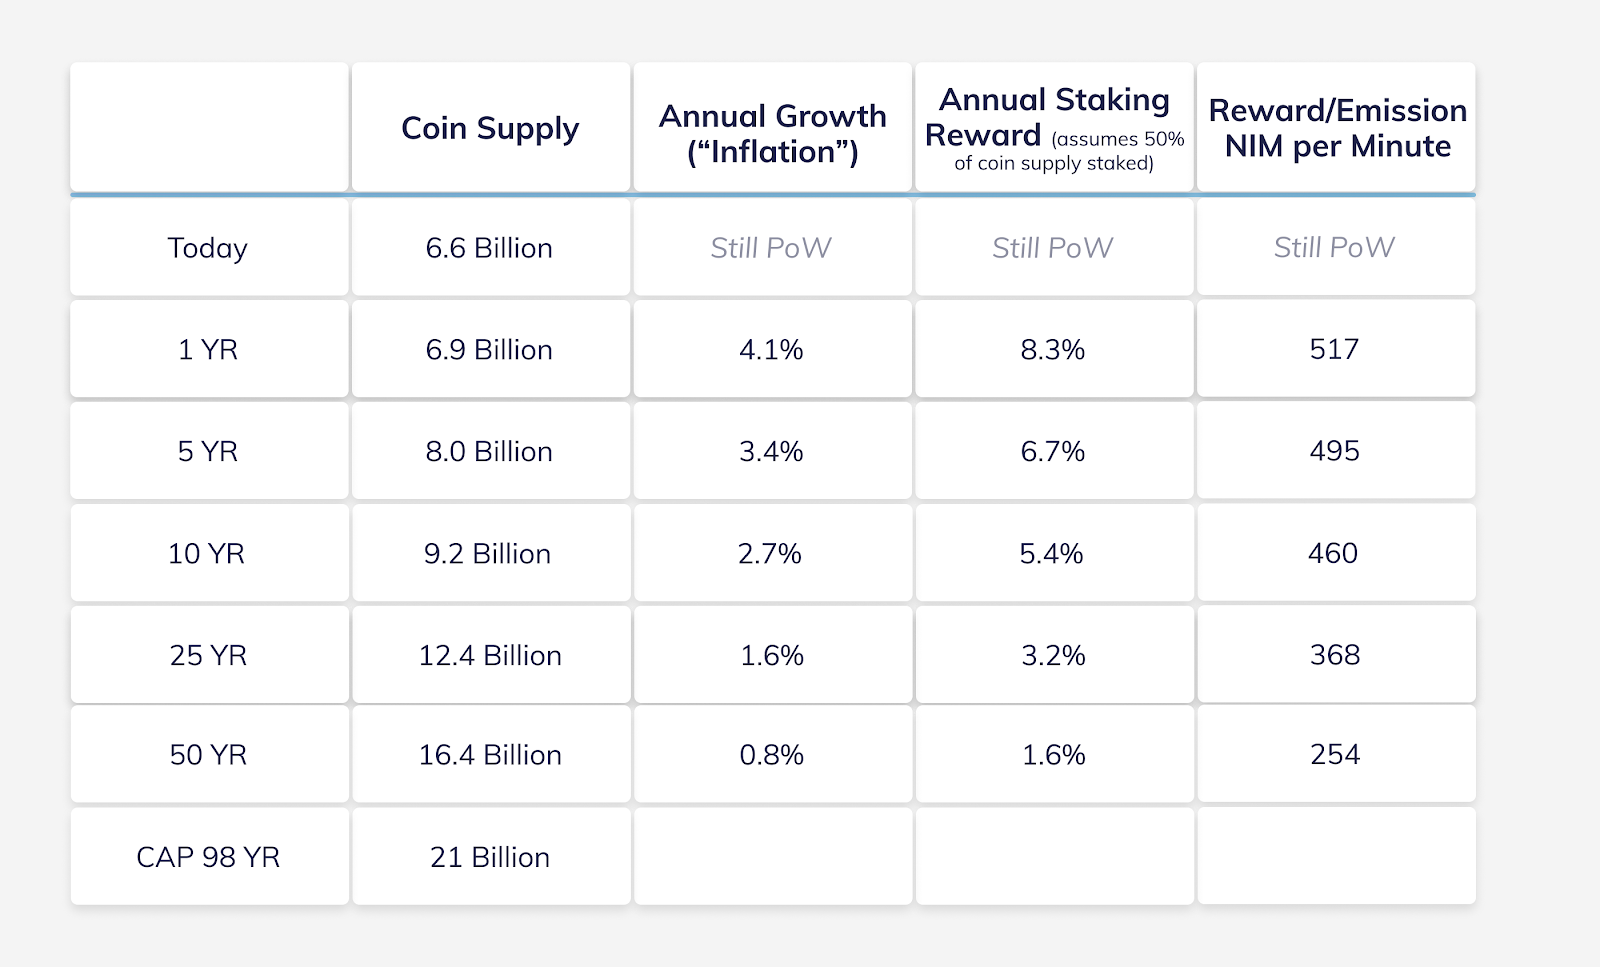 Coin Supply
Annual Growth
(“Inflation”)
Annual Staking
Reward (assumes 50%
of coin supply staked)
Reward/Emission
NIM per Minute
Today
6.6 Billion
Still PoW
Still PoW
Still PoW
1 YR
6.9 Billion
4.1%
8.3%
517
5 YR
8.0 Billion
3.4%
6.7%
495
10 YR
9.2 Billion
2.7%
5.4%
460
25 YR
12.4 Billion
1.6%
3.2%
368
50 YR
16.4 Billion
0.8%
1.6%
254
CAP 98 YR
21 Billion